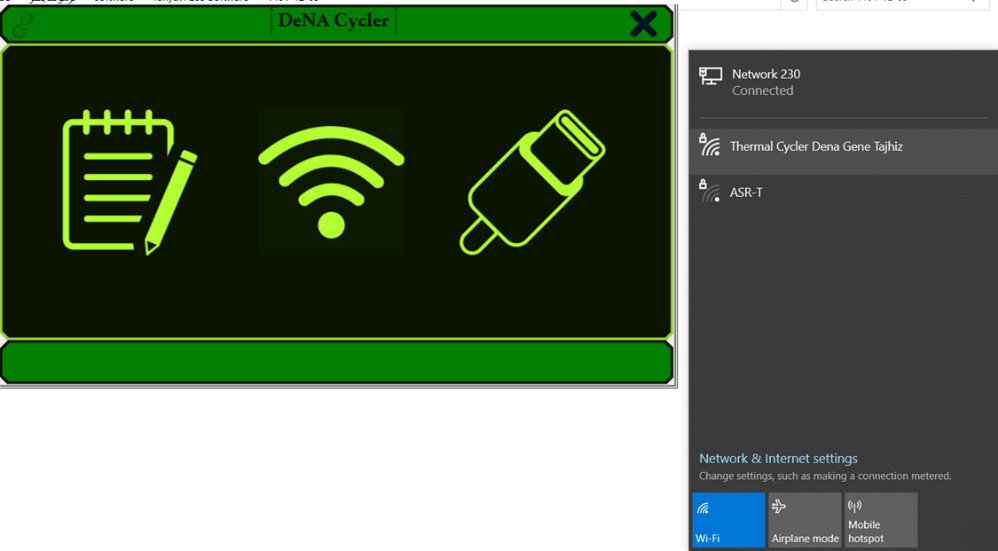 DeNA Cycler
Network 230
Connected
Thermal Cycler Dena Gene Tajhiz
ASR-T
Network & Internet settings
Change settings, such as making a connection metered.
Wi-Fi
Airplane mode
Mobile
hotspot